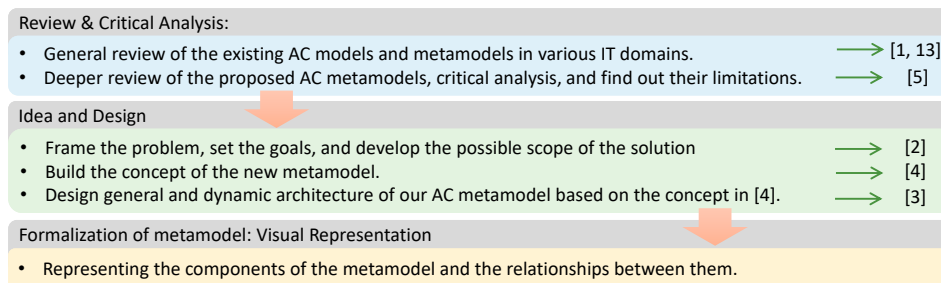 Review & Critical Analysis:
• General review of the existing AC models and metamodels in various IT domains. [1, 13]
• Deeper review of the proposed AC metamodels, critical analysis, and find out their limitations. [5]
Idea and Design
• Frame the problem, set the goals, and develop the possible scope of the solution [2]
• Build the concept of the new metamodel. [4]
• Design general and dynamic architecture of our AC metamodel based on the concept in [4]. [3]
Formalization of metamodel: Visual Representation
• Representing the components of the metamodel and the relationships between them.